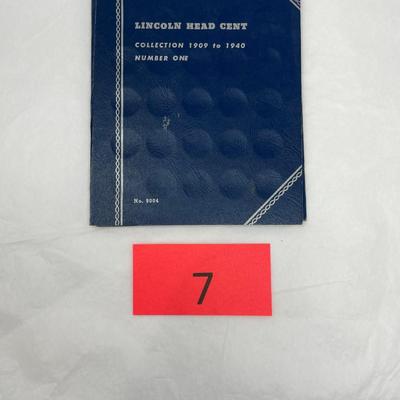 LINCOLN HEAD CENT
COLLECTION 1909 to 1940
NUMBER ONE
No. 9004
7